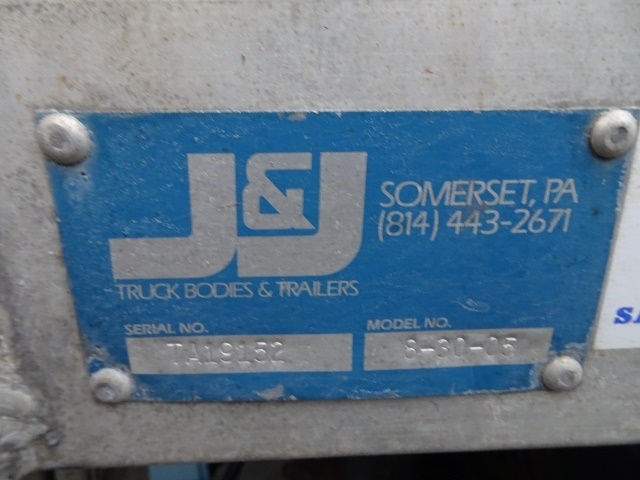 J&J
SOMERSET, PA
(814) 443-2671
TRUCK BODIES & TRAILERS
SERIAL NO.
MODEL NO.
TA19152
8-30-05